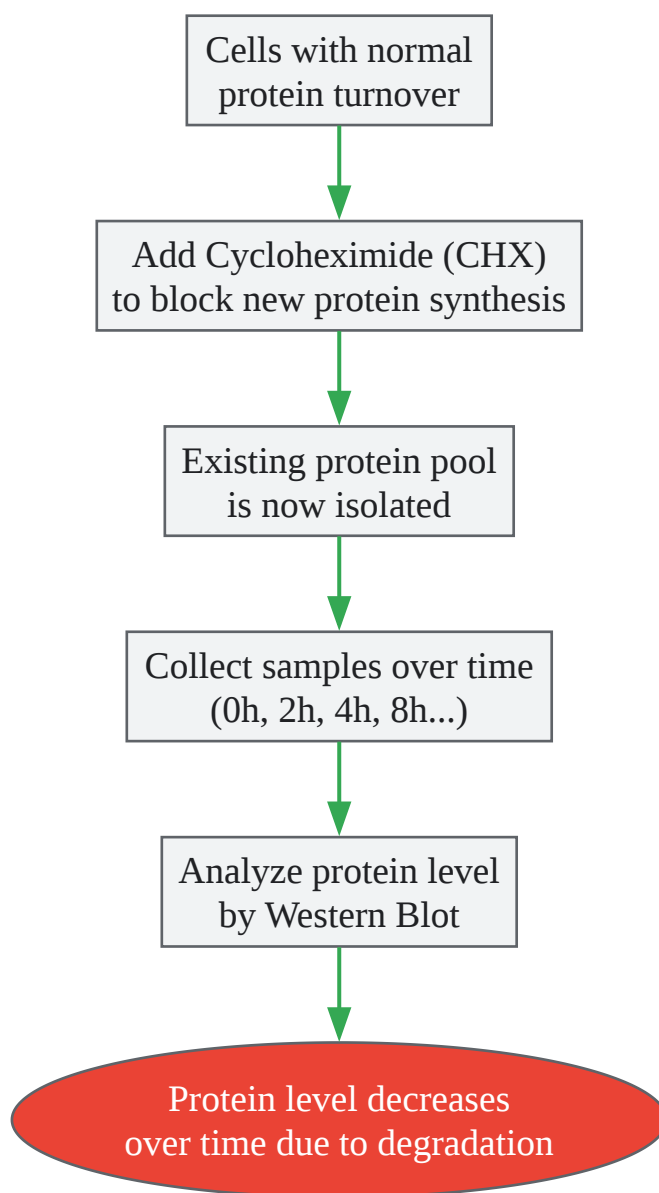 Cells with normal
protein turnover
Add Cycloheximide (CHX)
to block new protein synthesis
Existing protein pool
is now isolated
Collect samples over time
(0h, 2h, 4h, 8h...)
Analyze protein level
by Western Blot
Protein level decreases
over time due to degradation